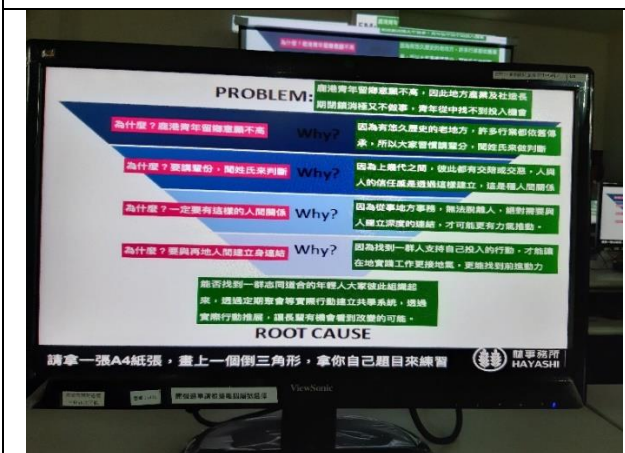 PROBLEM:
鹿港青年留鄉意願不高，因此地方產業及社造長
期閉鎖消極又不做事，青年從中找不到投入機會
為什麼？鹿港青年留鄉意願不高
Why?
因為有悠久歷史的老地方，許多行業都依舊傳
承，所以大家習慣講輩分，聞姓氏來做判斷
為什麼？要講輩份，聞姓氏來判斷
Why?
因為上幾代之間，彼此都有交陪或交惡，人與
人的信任感是透過這樣建立，這是種人間關係
為什麼？一定要有這樣的人間關係
Why?
因為從事地方事務，無法脫離人，絕對需要與
人建立深度的連結，才可能更有力氣推動。
為什麼？要與再地人間建立身連結
Why?
因為找到一群人支持自己投入的行動，才能讓
在地實踐工作更接地氣，更能找到前進動力
能否找到一群志同道合的年輕人大家彼此組織起
來，透過定期聚會等實際行動建立共學系統，透過
實際行動推展，讓長輩有機會看到改變的可能。
ROOT CAUSE
請拿一張A4紙張，畫上一個倒三角形，拿你自己題目來練習
HAYASHI
ViewSonic